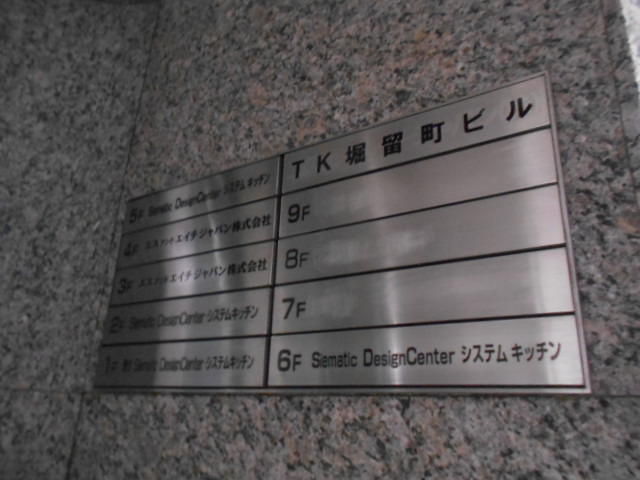 TK堀留町ビル
9F
8F
7F
6F Siematic DesignCenter システムキッチン
5F Siematic DesignCenter システムキッチン
4F エスアンドエイチジャパン株式会社
3F エスアンドエイチジャパン株式会社
2F Siematic DesignCenter システムキッチン
1F Siematic DesignCenter システムキッチン